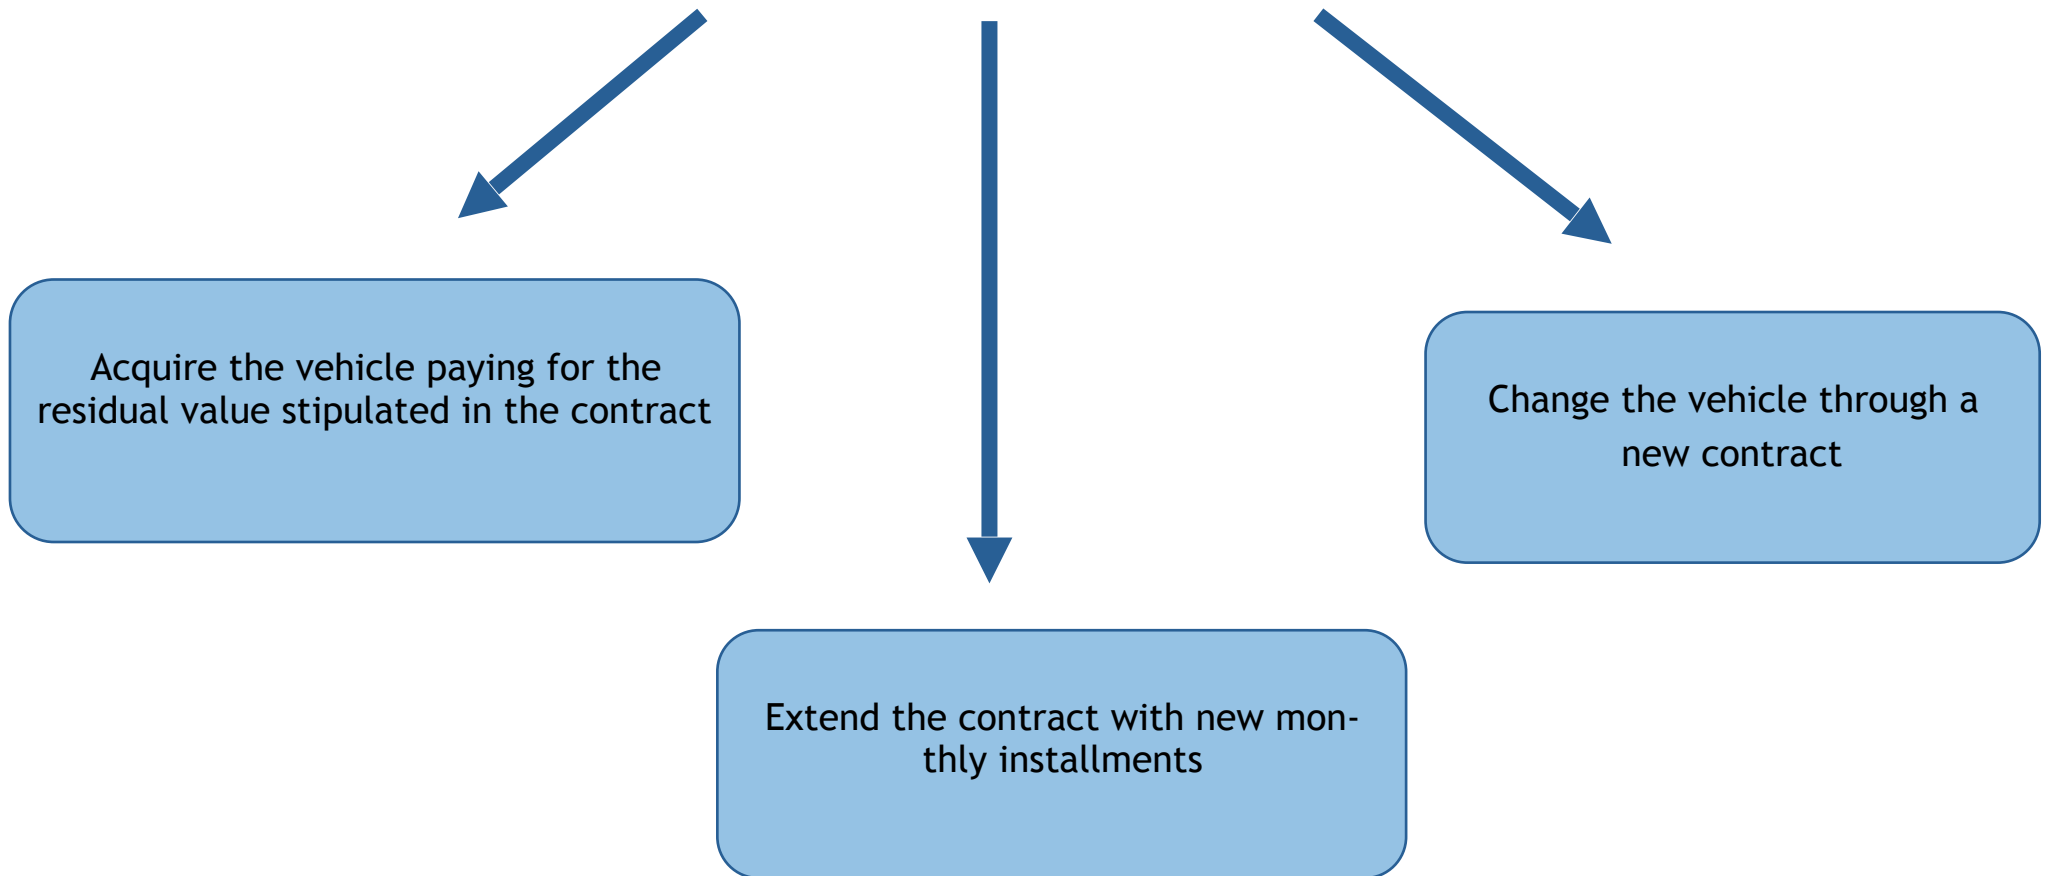 Acquire the vehicle paying for the
residual value stipulated in the contract
Change the vehicle through a
new contract
Extend the contract with new mon-
thly installments